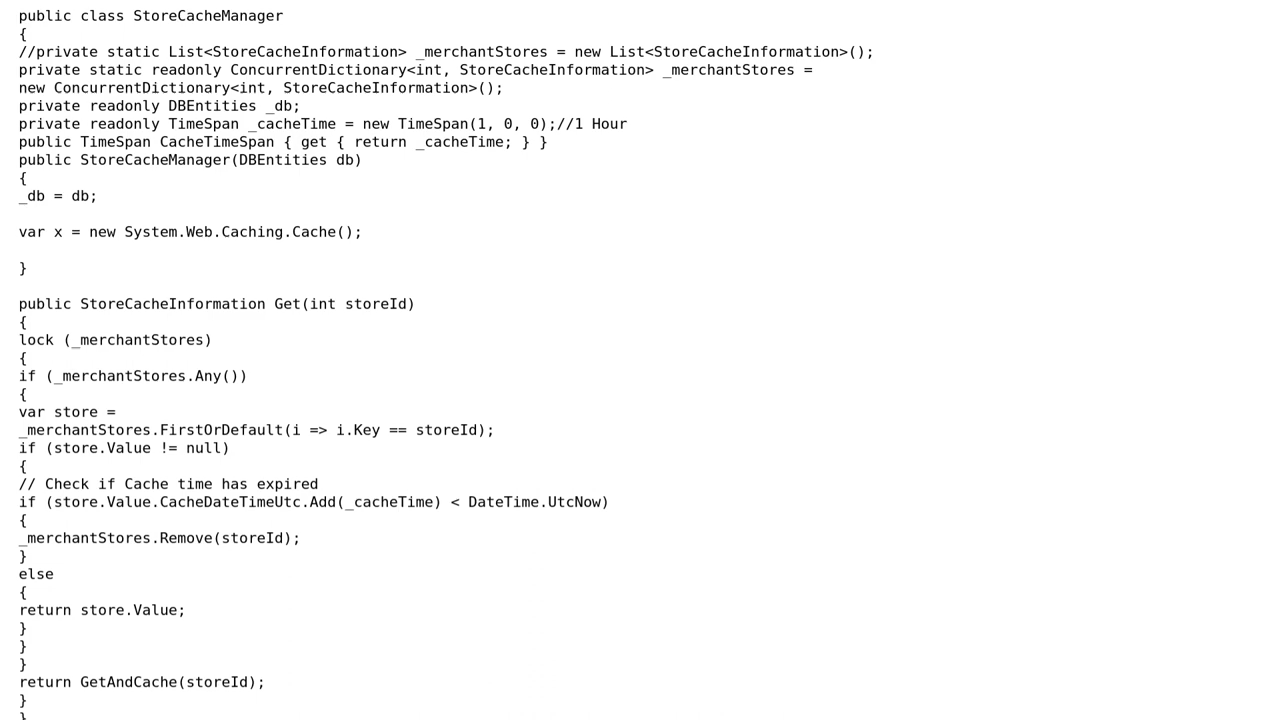 public class StoreCacheManager
{
//private static List<StoreCacheInformation> _merchantStores = new List<StoreCacheInformation>();
private static readonly ConcurrentDictionary<int, StoreCacheInformation> _merchantStores =
new ConcurrentDictionary<int, StoreCacheInformation>();
private readonly DBEntities _db;
private readonly TimeSpan _cacheTime = new TimeSpan(1, 0, 0);//1 Hour
public TimeSpan CacheTimeSpan { get { return _cacheTime; } }
public StoreCacheManager(DBEntities db)
{
_db = db;
var x = new System.Web.Caching.Cache();
}
public StoreCacheInformation Get(int storeId)
{
lock (_merchantStores)
{
if (_merchantStores.Any())
{
var store =
_merchantStores.FirstOrDefault(i => i.Key == storeId);
if (store.Value != null)
{
// Check if Cache time has expired
if (store.Value.CacheDateTimeUtc.Add(_cacheTime) < DateTime.UtcNow)
{
_merchantStores.Remove(storeId);
}
else
{
return store.Value;
}
}
}
return GetAndCache(storeId);
}
}